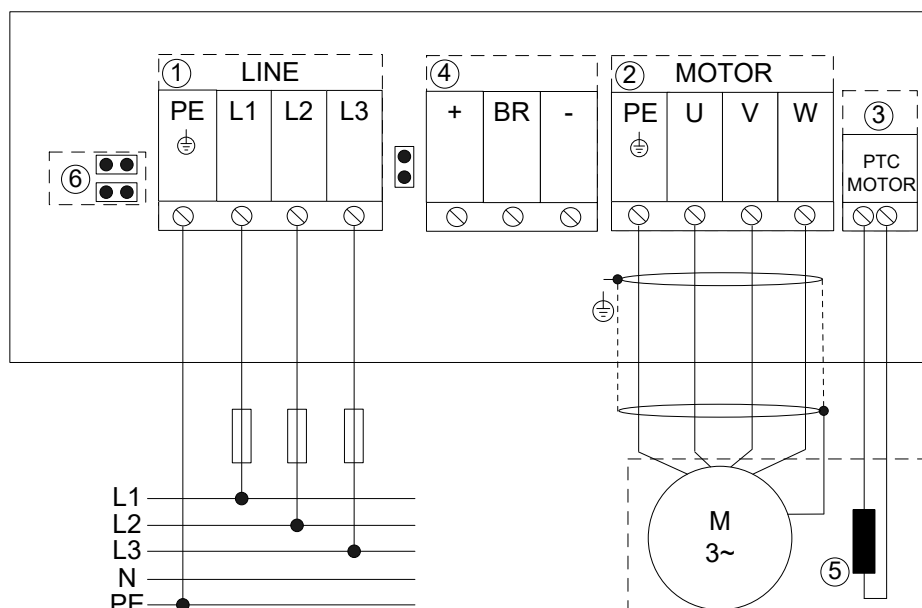 ① LINE
PE L1 L2 L3
④
+ BR -
② MOTOR
PE U V W
③
PTC
MOTOR
⑥
L1
L2
L3
N
PE
M
3~
⑤